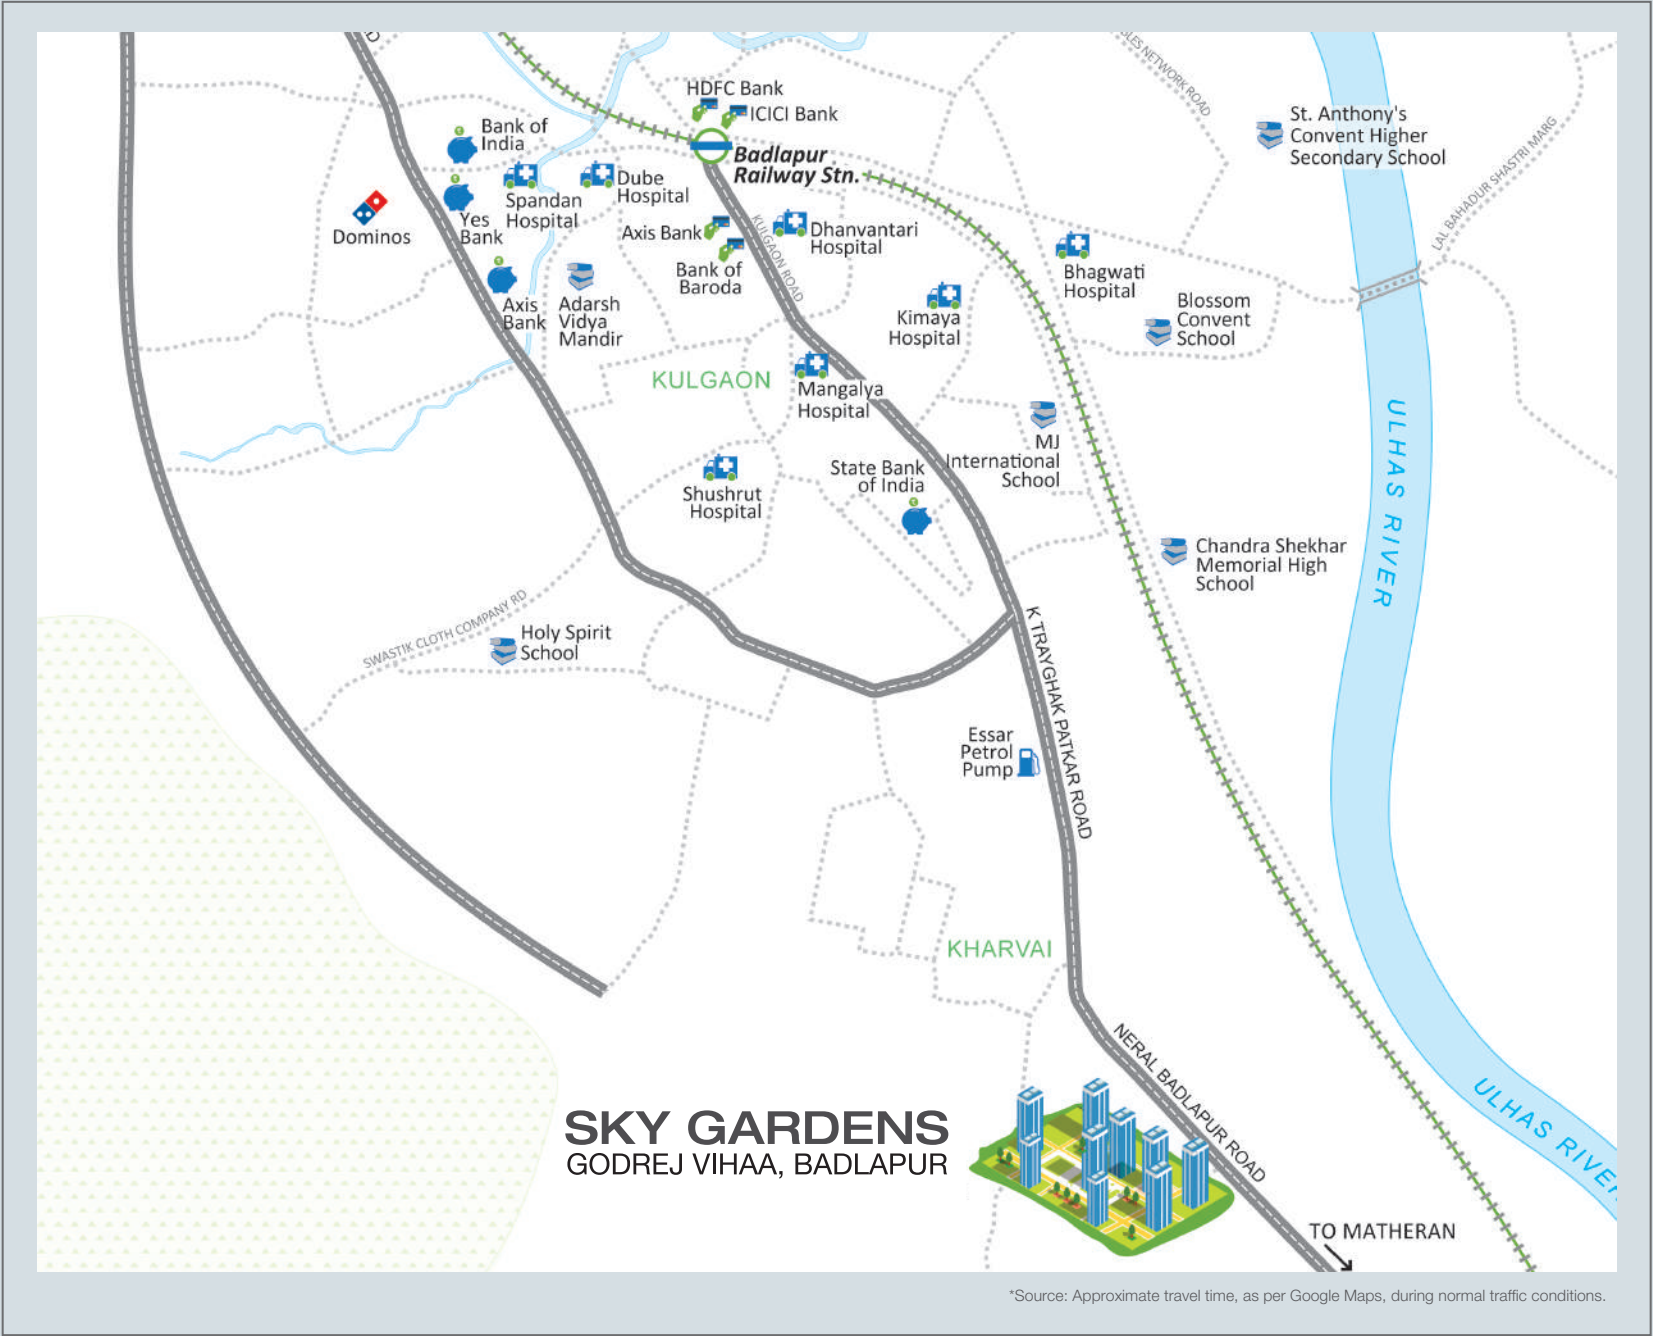 D
OLES NETWORK ROAD
HDFC Bank
ICICI Bank
St. Anthony's
Convent Higher
Secondary School
Bank of
India
Badlapur
Railway Stn.
LAL BAHADUR SHASTRI MARG
Dube
Hospital
Spandan
Hospital
Yes
Bank
Dominos
Axis Bank
KULGAON ROAD
Dhanvantari
Hospital
Bank of
Baroda
Bhagwati
Hospital
Axis
Bank
Adarsh
Vidya
Mandir
Kimaya
Hospital
Blossom
Convent
School
KULGAON
Mangalya
Hospital
MJ
International
School
State Bank
of India
Shushrut
Hospital
ULHAS RIVER
Chandra Shekhar
Memorial High
School
SWASTIK CLOTH COMPANY RD
Holy Spirit
School
K TRAYGHAK PATKAR ROAD
Essar
Petrol
Pump
KHARVAI
NERAL BADLAPUR ROAD
ULHAS RIVER
SKY GARDENS
GODREJ VIHAA, BADLAPUR
TO MATHERAN
*Source: Approximate travel time, as per Google Maps, during normal traffic conditions.